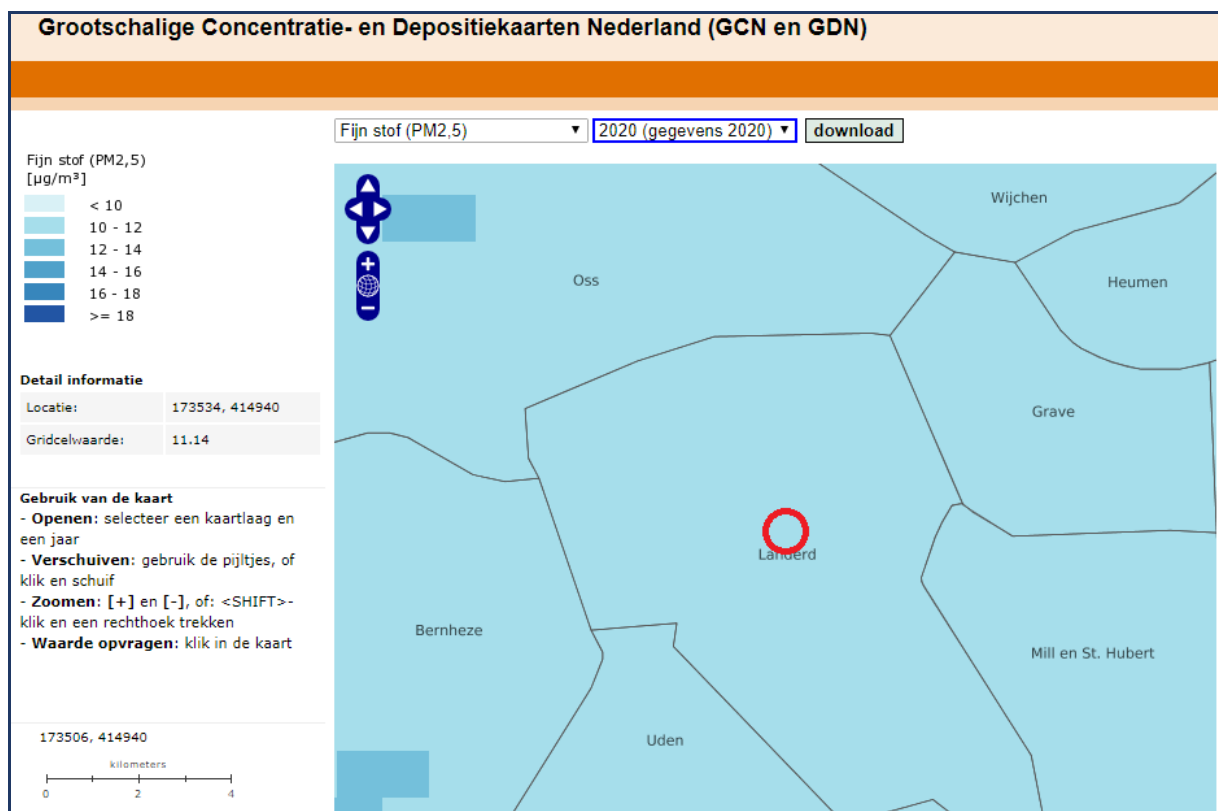 Grootschalige Concentratie- en Depositiekaarten Nederland (GCN en GDN)
Fijn stof (PM2,5)
2020 (gegevens 2020)
download
Fijn stof (PM2,5)
[µg/m³]
< 10
10 - 12
12 - 14
14 - 16
16 - 18
>= 18
Detail informatie
Locatie: 173534, 414940
Gridcelwaarde: 11.14
Gebruik van de kaart
- Openen: selecteer een kaartlaag en
een jaar
- Verschuiven: gebruik de pijltjes, of
klik en schuif
- Zoomen: [+] en [-], of: <SHIFT>-
klik en een rechthoek trekken
- Waarde opvragen: klik in de kaart
173506, 414940
kilometers
0 2 4
Wijchen
Oss
Heumen
Grave
Landerd
Bernheze
Mill en St. Hubert
Uden